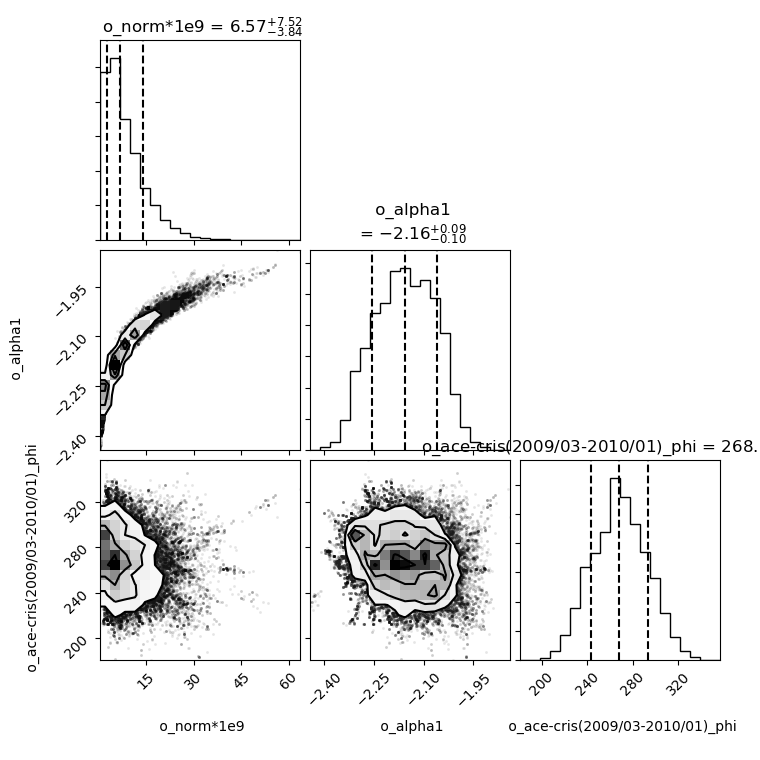 o_norm*1e9 = 6.57+7.52−3.84
o_alpha1
= −2.16+0.09−0.10
o_alpha1
−1.95
−2.10
−2.25
−2.40
o_ace-cris(2009/03-2010/01)_phi = 268.
o_ace-cris(2009/03-2010/01)_phi
320
280
240
200
15 30 45 60 −2.40 −2.25 −2.10 −1.95 200 240 280 320
o_norm*1e9 o_alpha1 o_ace-cris(2009/03-2010/01)_phi